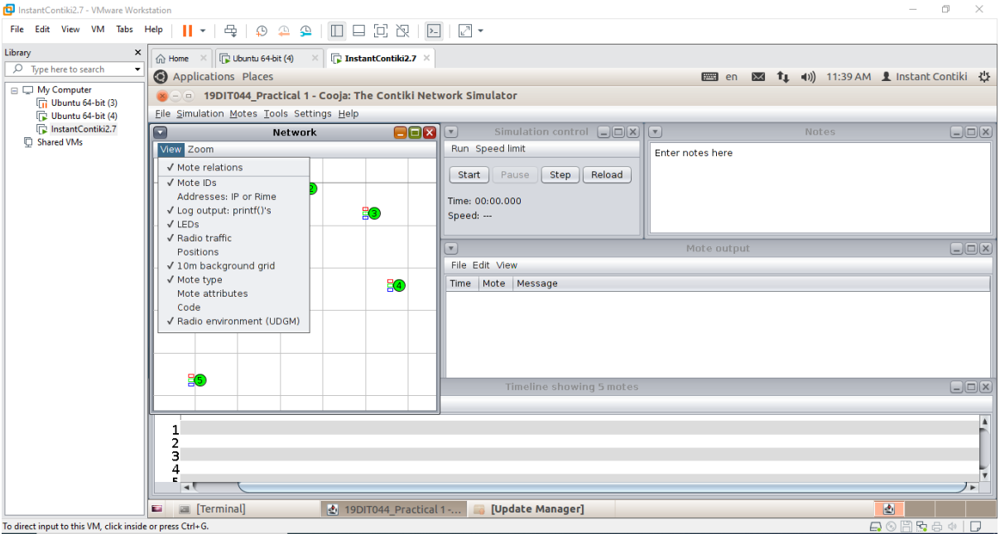 InstantContiki2.7 - VMware Workstation
File Edit View VM Tabs Help
Library
Type here to search
My Computer
Ubuntu 64-bit (3)
Ubuntu 64-bit (4)
InstantContiki2.7
Shared VMs
Home Ubuntu 64-bit (4) InstantContiki2.7
Applications Places en 11:39 AM Instant Contiki
19DIT044_Practical 1 - Cooja: The Contiki Network Simulator
File Simulation Motes Tools Settings Help
Network
View Zoom
Mote relations
Mote IDs
Addresses: IP or Rime
Log output: printf()'s
LEDs
Radio traffic
Positions
10m background grid
Mote type
Mote attributes
Code
Radio environment (UDGM)
2
3
4
5
Simulation control
Run Speed limit
Start Pause Step Reload
Time: 00:00.000
Speed: ---
Notes
Enter notes here
Mote output
File Edit View
Time Mote Message
Timeline showing 5 motes
1
2
3
4
5
[Terminal] 19DIT044_Practical 1 -... [Update Manager]
To direct input to this VM, click inside or press Ctrl+G.